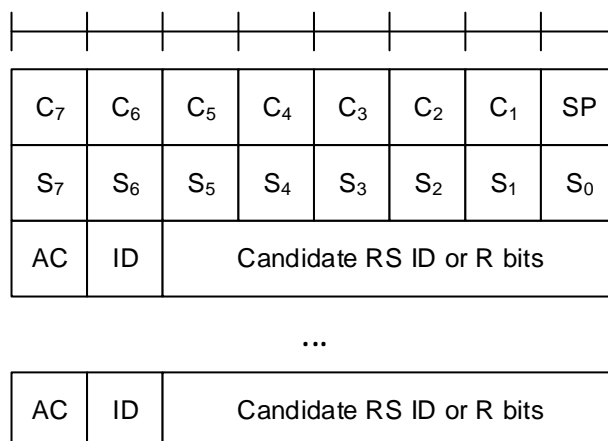 C₇ C₆ C₅ C₄ C₃ C₂ C₁ SP
S₇ S₆ S₅ S₄ S₃ S₂ S₁ S₀
AC ID Candidate RS ID or R bits
...
AC ID Candidate RS ID or R bits